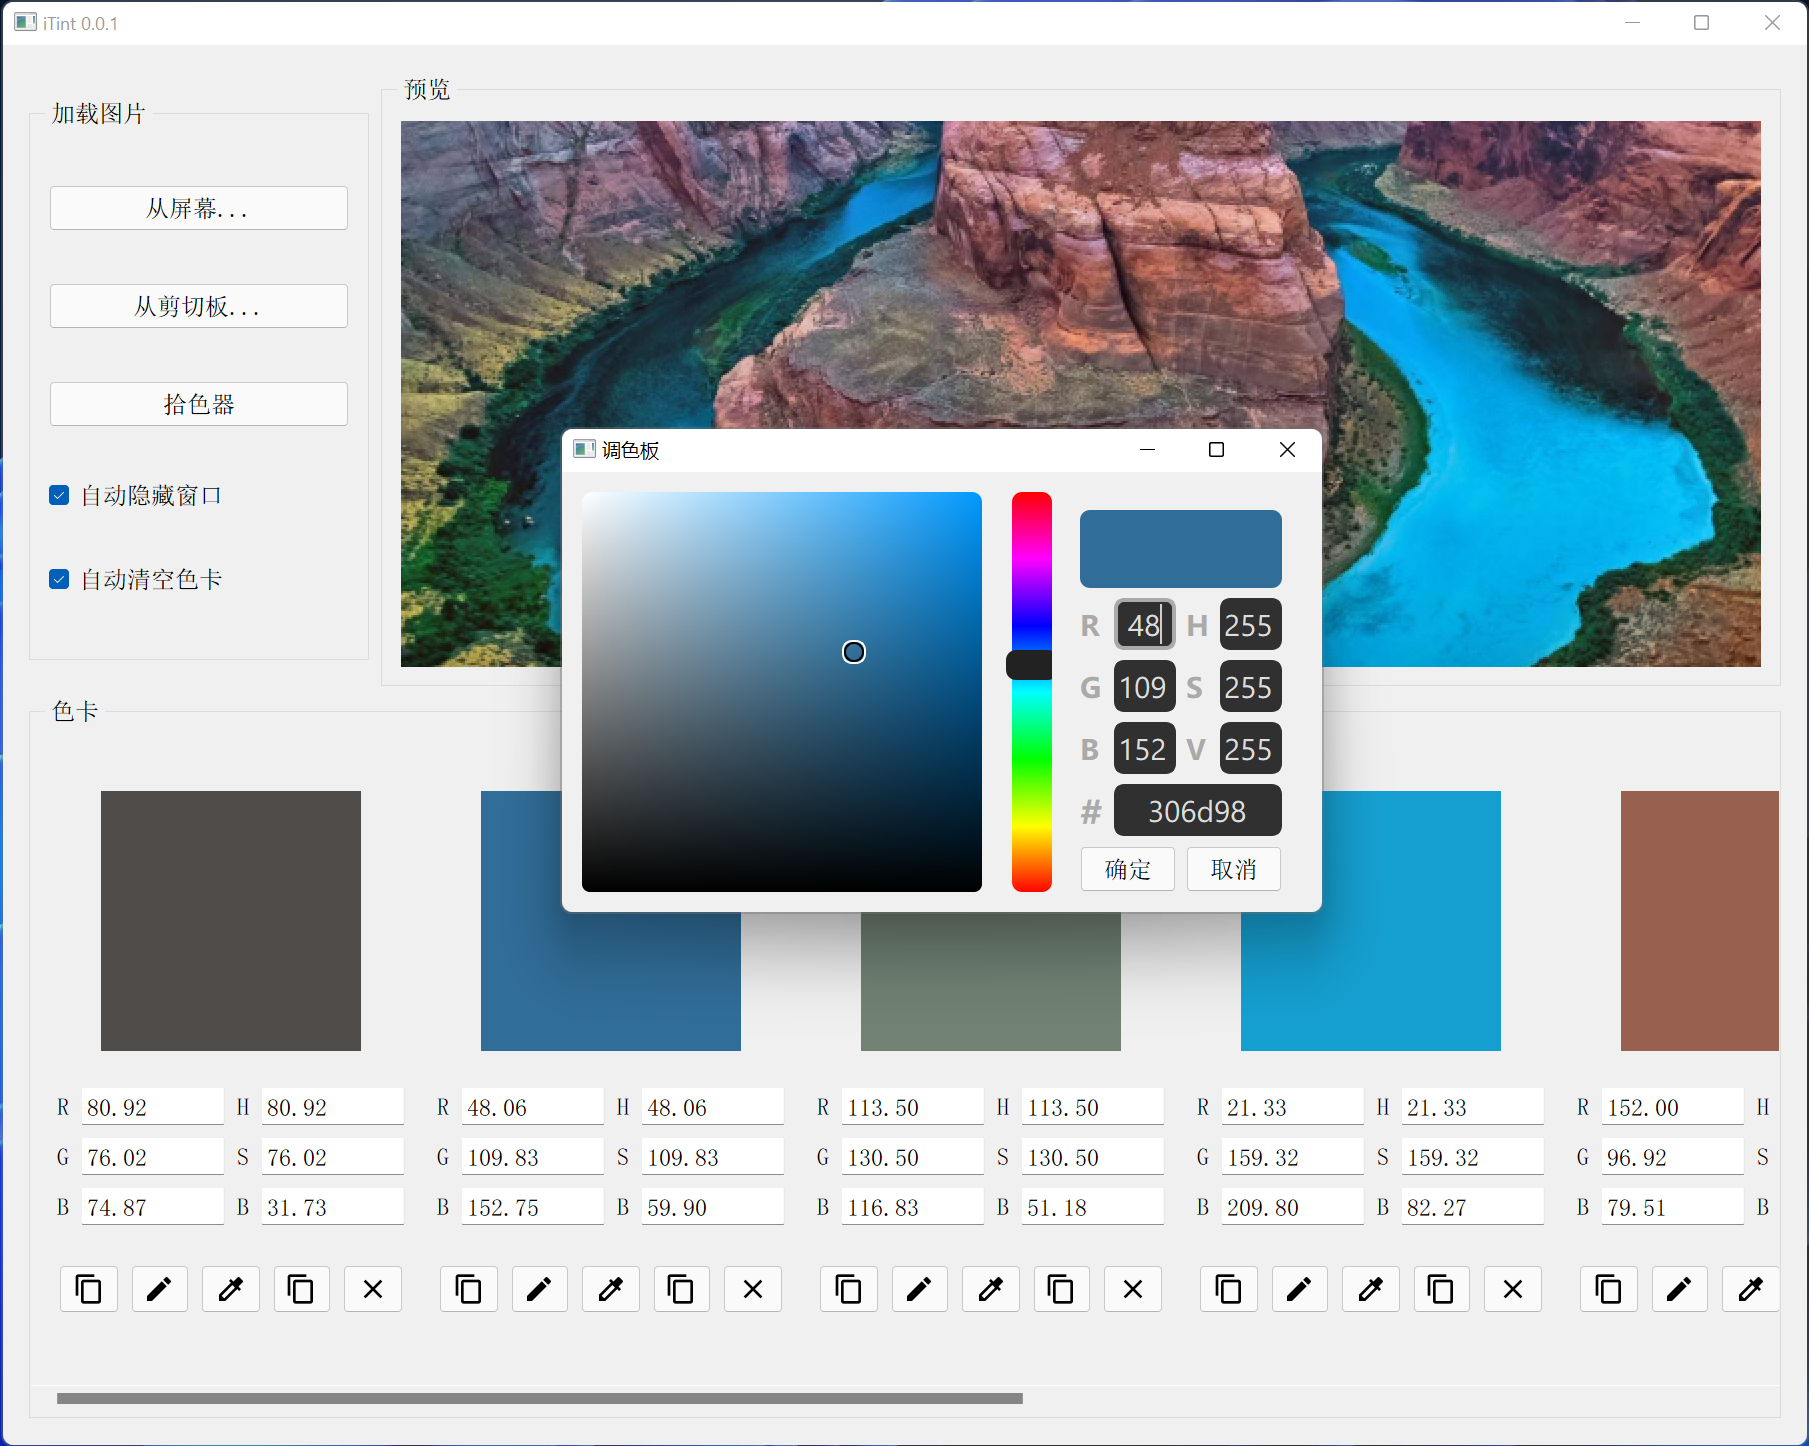 iTint 0.0.1
预览
加载图片
从屏幕...
从剪切板...
拾色器
自动隐藏窗口
自动清空色卡
调色板
R 48 H 255
G 109 S 255
B 152 V 255
# 306d98
确定 取消
色卡
R 80.92 H 80.92 R 48.06 H 48.06 R 113.50 H 113.50 R 21.33 H 21.33 R 152.00 H
G 76.02 S 76.02 G 109.83 S 109.83 G 130.50 S 130.50 G 159.32 S 159.32 G 96.92 S
B 74.87 B 31.73 B 152.75 B 59.90 B 116.83 B 51.18 B 209.80 B 82.27 B 79.51 B